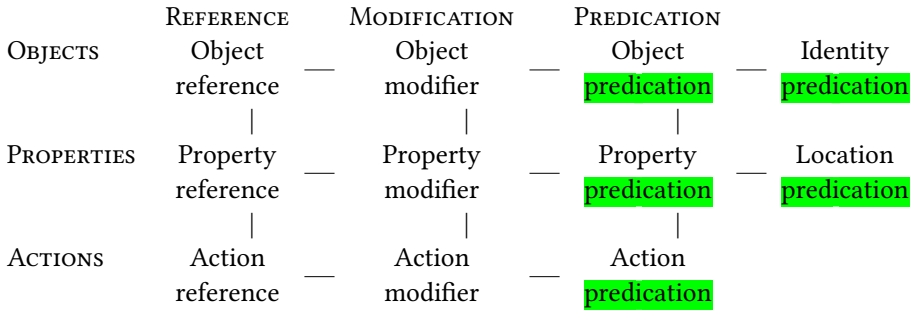 REFERENCE MODIFICATION PREDICATION
OBJECTS Object Object Object Identity
reference — modifier — predication — predication
| | |
PROPERTIES Property Property Property Location
reference — modifier — predication — predication
| | |
ACTIONS Action Action Action
reference — modifier — predication